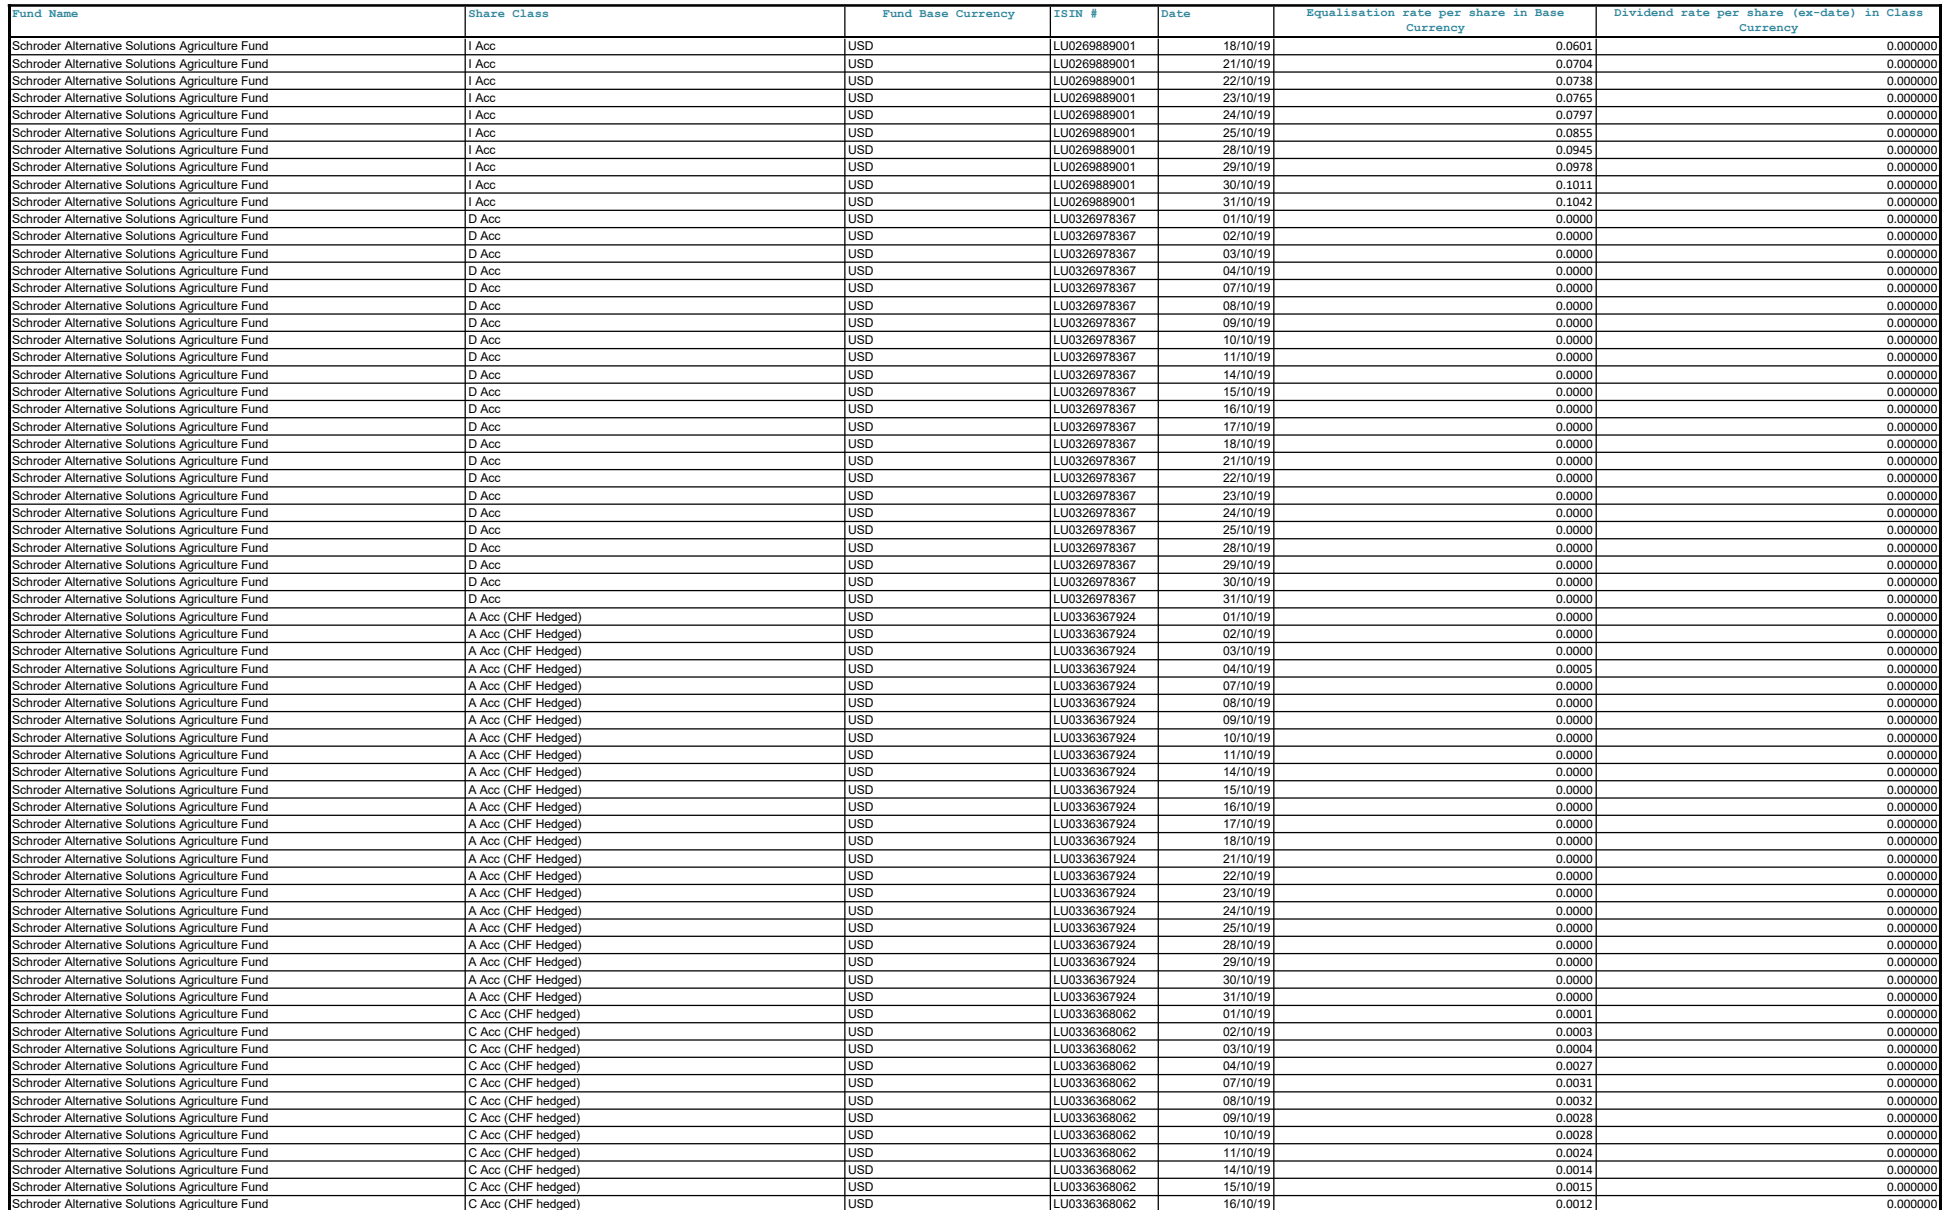 Fund Name Share Class Fund Base Currency ISIN # Date Equalisation rate per share in Base Currency Dividend rate per share (ex-date) in Class Currency
Schroder Alternative Solutions Agriculture Fund I Acc USD LU0269889001 18/10/19 0.0601 0.000000
Schroder Alternative Solutions Agriculture Fund I Acc USD LU0269889001 21/10/19 0.0704 0.000000
Schroder Alternative Solutions Agriculture Fund I Acc USD LU0269889001 22/10/19 0.0738 0.000000
Schroder Alternative Solutions Agriculture Fund I Acc USD LU0269889001 23/10/19 0.0765 0.000000
Schroder Alternative Solutions Agriculture Fund I Acc USD LU0269889001 24/10/19 0.0797 0.000000
Schroder Alternative Solutions Agriculture Fund I Acc USD LU0269889001 25/10/19 0.0855 0.000000
Schroder Alternative Solutions Agriculture Fund I Acc USD LU0269889001 28/10/19 0.0945 0.000000
Schroder Alternative Solutions Agriculture Fund I Acc USD LU0269889001 29/10/19 0.0978 0.000000
Schroder Alternative Solutions Agriculture Fund I Acc USD LU0269889001 30/10/19 0.1011 0.000000
Schroder Alternative Solutions Agriculture Fund I Acc USD LU0269889001 31/10/19 0.1042 0.000000
Schroder Alternative Solutions Agriculture Fund D Acc USD LU0326978367 01/10/19 0.0000 0.000000
Schroder Alternative Solutions Agriculture Fund D Acc USD LU0326978367 02/10/19 0.0000 0.000000
Schroder Alternative Solutions Agriculture Fund D Acc USD LU0326978367 03/10/19 0.0000 0.000000
Schroder Alternative Solutions Agriculture Fund D Acc USD LU0326978367 04/10/19 0.0000 0.000000
Schroder Alternative Solutions Agriculture Fund D Acc USD LU0326978367 07/10/19 0.0000 0.000000
Schroder Alternative Solutions Agriculture Fund D Acc USD LU0326978367 08/10/19 0.0000 0.000000
Schroder Alternative Solutions Agriculture Fund D Acc USD LU0326978367 09/10/19 0.0000 0.000000
Schroder Alternative Solutions Agriculture Fund D Acc USD LU0326978367 10/10/19 0.0000 0.000000
Schroder Alternative Solutions Agriculture Fund D Acc USD LU0326978367 11/10/19 0.0000 0.000000
Schroder Alternative Solutions Agriculture Fund D Acc USD LU0326978367 14/10/19 0.0000 0.000000
Schroder Alternative Solutions Agriculture Fund D Acc USD LU0326978367 15/10/19 0.0000 0.000000
Schroder Alternative Solutions Agriculture Fund D Acc USD LU0326978367 16/10/19 0.0000 0.000000
Schroder Alternative Solutions Agriculture Fund D Acc USD LU0326978367 17/10/19 0.0000 0.000000
Schroder Alternative Solutions Agriculture Fund D Acc USD LU0326978367 18/10/19 0.0000 0.000000
Schroder Alternative Solutions Agriculture Fund D Acc USD LU0326978367 21/10/19 0.0000 0.000000
Schroder Alternative Solutions Agriculture Fund D Acc USD LU0326978367 22/10/19 0.0000 0.000000
Schroder Alternative Solutions Agriculture Fund D Acc USD LU0326978367 23/10/19 0.0000 0.000000
Schroder Alternative Solutions Agriculture Fund D Acc USD LU0326978367 24/10/19 0.0000 0.000000
Schroder Alternative Solutions Agriculture Fund D Acc USD LU0326978367 25/10/19 0.0000 0.000000
Schroder Alternative Solutions Agriculture Fund D Acc USD LU0326978367 28/10/19 0.0000 0.000000
Schroder Alternative Solutions Agriculture Fund D Acc USD LU0326978367 29/10/19 0.0000 0.000000
Schroder Alternative Solutions Agriculture Fund D Acc USD LU0326978367 30/10/19 0.0000 0.000000
Schroder Alternative Solutions Agriculture Fund D Acc USD LU0326978367 31/10/19 0.0000 0.000000
Schroder Alternative Solutions Agriculture Fund A Acc (CHF Hedged) USD LU0336367924 01/10/19 0.0000 0.000000
Schroder Alternative Solutions Agriculture Fund A Acc (CHF Hedged) USD LU0336367924 02/10/19 0.0000 0.000000
Schroder Alternative Solutions Agriculture Fund A Acc (CHF Hedged) USD LU0336367924 03/10/19 0.0000 0.000000
Schroder Alternative Solutions Agriculture Fund A Acc (CHF Hedged) USD LU0336367924 04/10/19 0.0005 0.000000
Schroder Alternative Solutions Agriculture Fund A Acc (CHF Hedged) USD LU0336367924 07/10/19 0.0000 0.000000
Schroder Alternative Solutions Agriculture Fund A Acc (CHF Hedged) USD LU0336367924 08/10/19 0.0000 0.000000
Schroder Alternative Solutions Agriculture Fund A Acc (CHF Hedged) USD LU0336367924 09/10/19 0.0000 0.000000
Schroder Alternative Solutions Agriculture Fund A Acc (CHF Hedged) USD LU0336367924 10/10/19 0.0000 0.000000
Schroder Alternative Solutions Agriculture Fund A Acc (CHF Hedged) USD LU0336367924 11/10/19 0.0000 0.000000
Schroder Alternative Solutions Agriculture Fund A Acc (CHF Hedged) USD LU0336367924 14/10/19 0.0000 0.000000
Schroder Alternative Solutions Agriculture Fund A Acc (CHF Hedged) USD LU0336367924 15/10/19 0.0000 0.000000
Schroder Alternative Solutions Agriculture Fund A Acc (CHF Hedged) USD LU0336367924 16/10/19 0.0000 0.000000
Schroder Alternative Solutions Agriculture Fund A Acc (CHF Hedged) USD LU0336367924 17/10/19 0.0000 0.000000
Schroder Alternative Solutions Agriculture Fund A Acc (CHF Hedged) USD LU0336367924 18/10/19 0.0000 0.000000
Schroder Alternative Solutions Agriculture Fund A Acc (CHF Hedged) USD LU0336367924 21/10/19 0.0000 0.000000
Schroder Alternative Solutions Agriculture Fund A Acc (CHF Hedged) USD LU0336367924 22/10/19 0.0000 0.000000
Schroder Alternative Solutions Agriculture Fund A Acc (CHF Hedged) USD LU0336367924 23/10/19 0.0000 0.000000
Schroder Alternative Solutions Agriculture Fund A Acc (CHF Hedged) USD LU0336367924 24/10/19 0.0000 0.000000
Schroder Alternative Solutions Agriculture Fund A Acc (CHF Hedged) USD LU0336367924 25/10/19 0.0000 0.000000
Schroder Alternative Solutions Agriculture Fund A Acc (CHF Hedged) USD LU0336367924 28/10/19 0.0000 0.000000
Schroder Alternative Solutions Agriculture Fund A Acc (CHF Hedged) USD LU0336367924 29/10/19 0.0000 0.000000
Schroder Alternative Solutions Agriculture Fund A Acc (CHF Hedged) USD LU0336367924 30/10/19 0.0000 0.000000
Schroder Alternative Solutions Agriculture Fund A Acc (CHF Hedged) USD LU0336367924 31/10/19 0.0000 0.000000
Schroder Alternative Solutions Agriculture Fund C Acc (CHF hedged) USD LU0336368062 01/10/19 0.0001 0.000000
Schroder Alternative Solutions Agriculture Fund C Acc (CHF hedged) USD LU0336368062 02/10/19 0.0003 0.000000
Schroder Alternative Solutions Agriculture Fund C Acc (CHF hedged) USD LU0336368062 03/10/19 0.0004 0.000000
Schroder Alternative Solutions Agriculture Fund C Acc (CHF hedged) USD LU0336368062 04/10/19 0.0027 0.000000
Schroder Alternative Solutions Agriculture Fund C Acc (CHF hedged) USD LU0336368062 07/10/19 0.0031 0.000000
Schroder Alternative Solutions Agriculture Fund C Acc (CHF hedged) USD LU0336368062 08/10/19 0.0032 0.000000
Schroder Alternative Solutions Agriculture Fund C Acc (CHF hedged) USD LU0336368062 09/10/19 0.0028 0.000000
Schroder Alternative Solutions Agriculture Fund C Acc (CHF hedged) USD LU0336368062 10/10/19 0.0028 0.000000
Schroder Alternative Solutions Agriculture Fund C Acc (CHF hedged) USD LU0336368062 11/10/19 0.0024 0.000000
Schroder Alternative Solutions Agriculture Fund C Acc (CHF hedged) USD LU0336368062 14/10/19 0.0014 0.000000
Schroder Alternative Solutions Agriculture Fund C Acc (CHF hedged) USD LU0336368062 15/10/19 0.0015 0.000000
Schroder Alternative Solutions Agriculture Fund C Acc (CHF hedged) USD LU0336368062 16/10/19 0.0012 0.000000